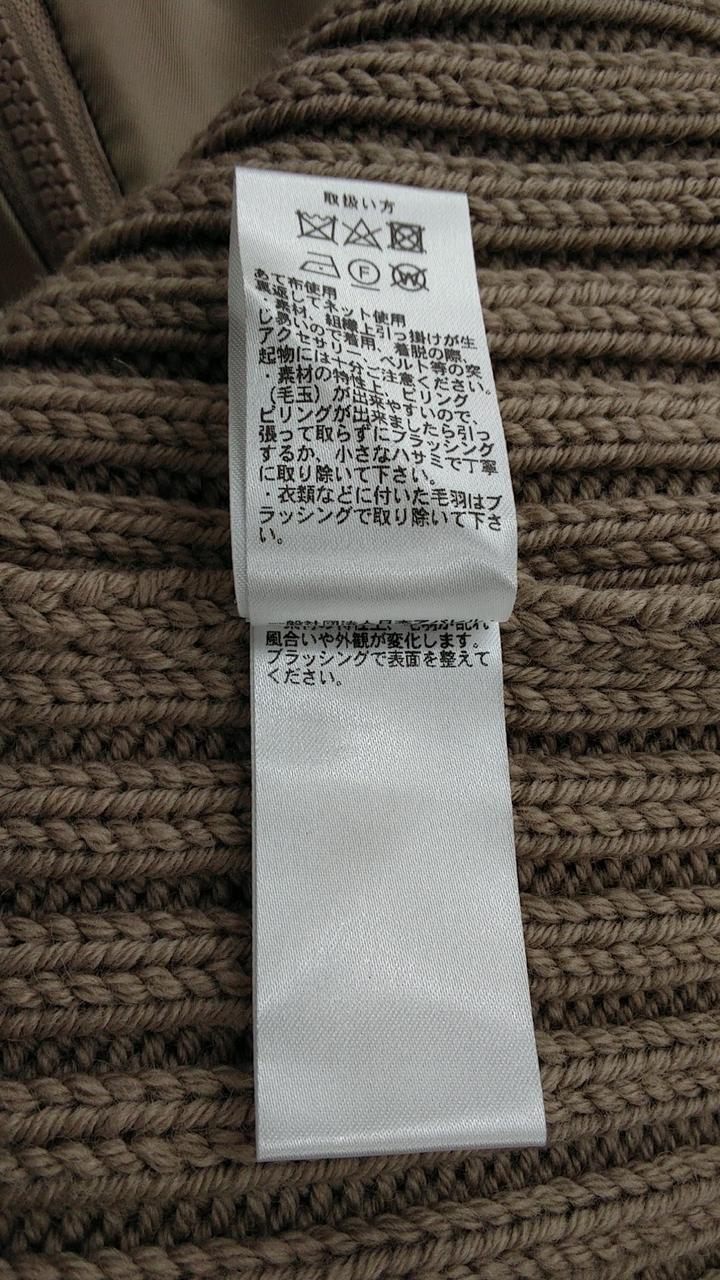 取扱い方
F W
あて布使用
裏返してネット使用
・素材、組織上引っ掛けが生
じ易いので着用、着脱の際、
アクセサリー、ベルト等の突
起物には十分ご注意ください。
・素材の特性上、ピリング
（毛玉）が出来やすいので、
ピリングが出来ましたら引っ
張って取らずにブラッシング
するか、小さなハサミで丁寧
に取り除いて下さい。
・衣類などに付いた毛羽はブ
ラッシングで取り除いて下さ
い。
風合いや外観が変化します。
ブラッシングで表面を整えて
ください。